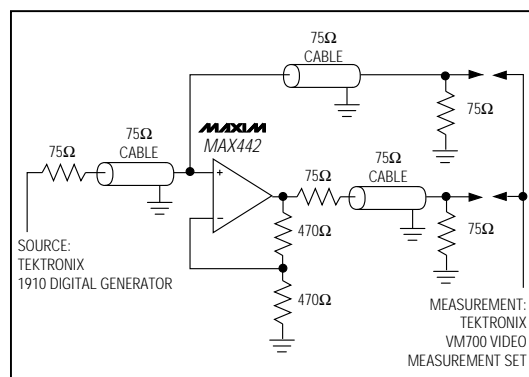 75Ω
CABLE
75Ω
MAXIM
MAX442
75Ω
75Ω
CABLE
75Ω
75Ω
CABLE
+
−
470Ω
75Ω
470Ω
SOURCE:
TEKTRONIX
1910 DIGITAL GENERATOR
MEASUREMENT:
TEKTRONIX
VM700 VIDEO
MEASUREMENT SET